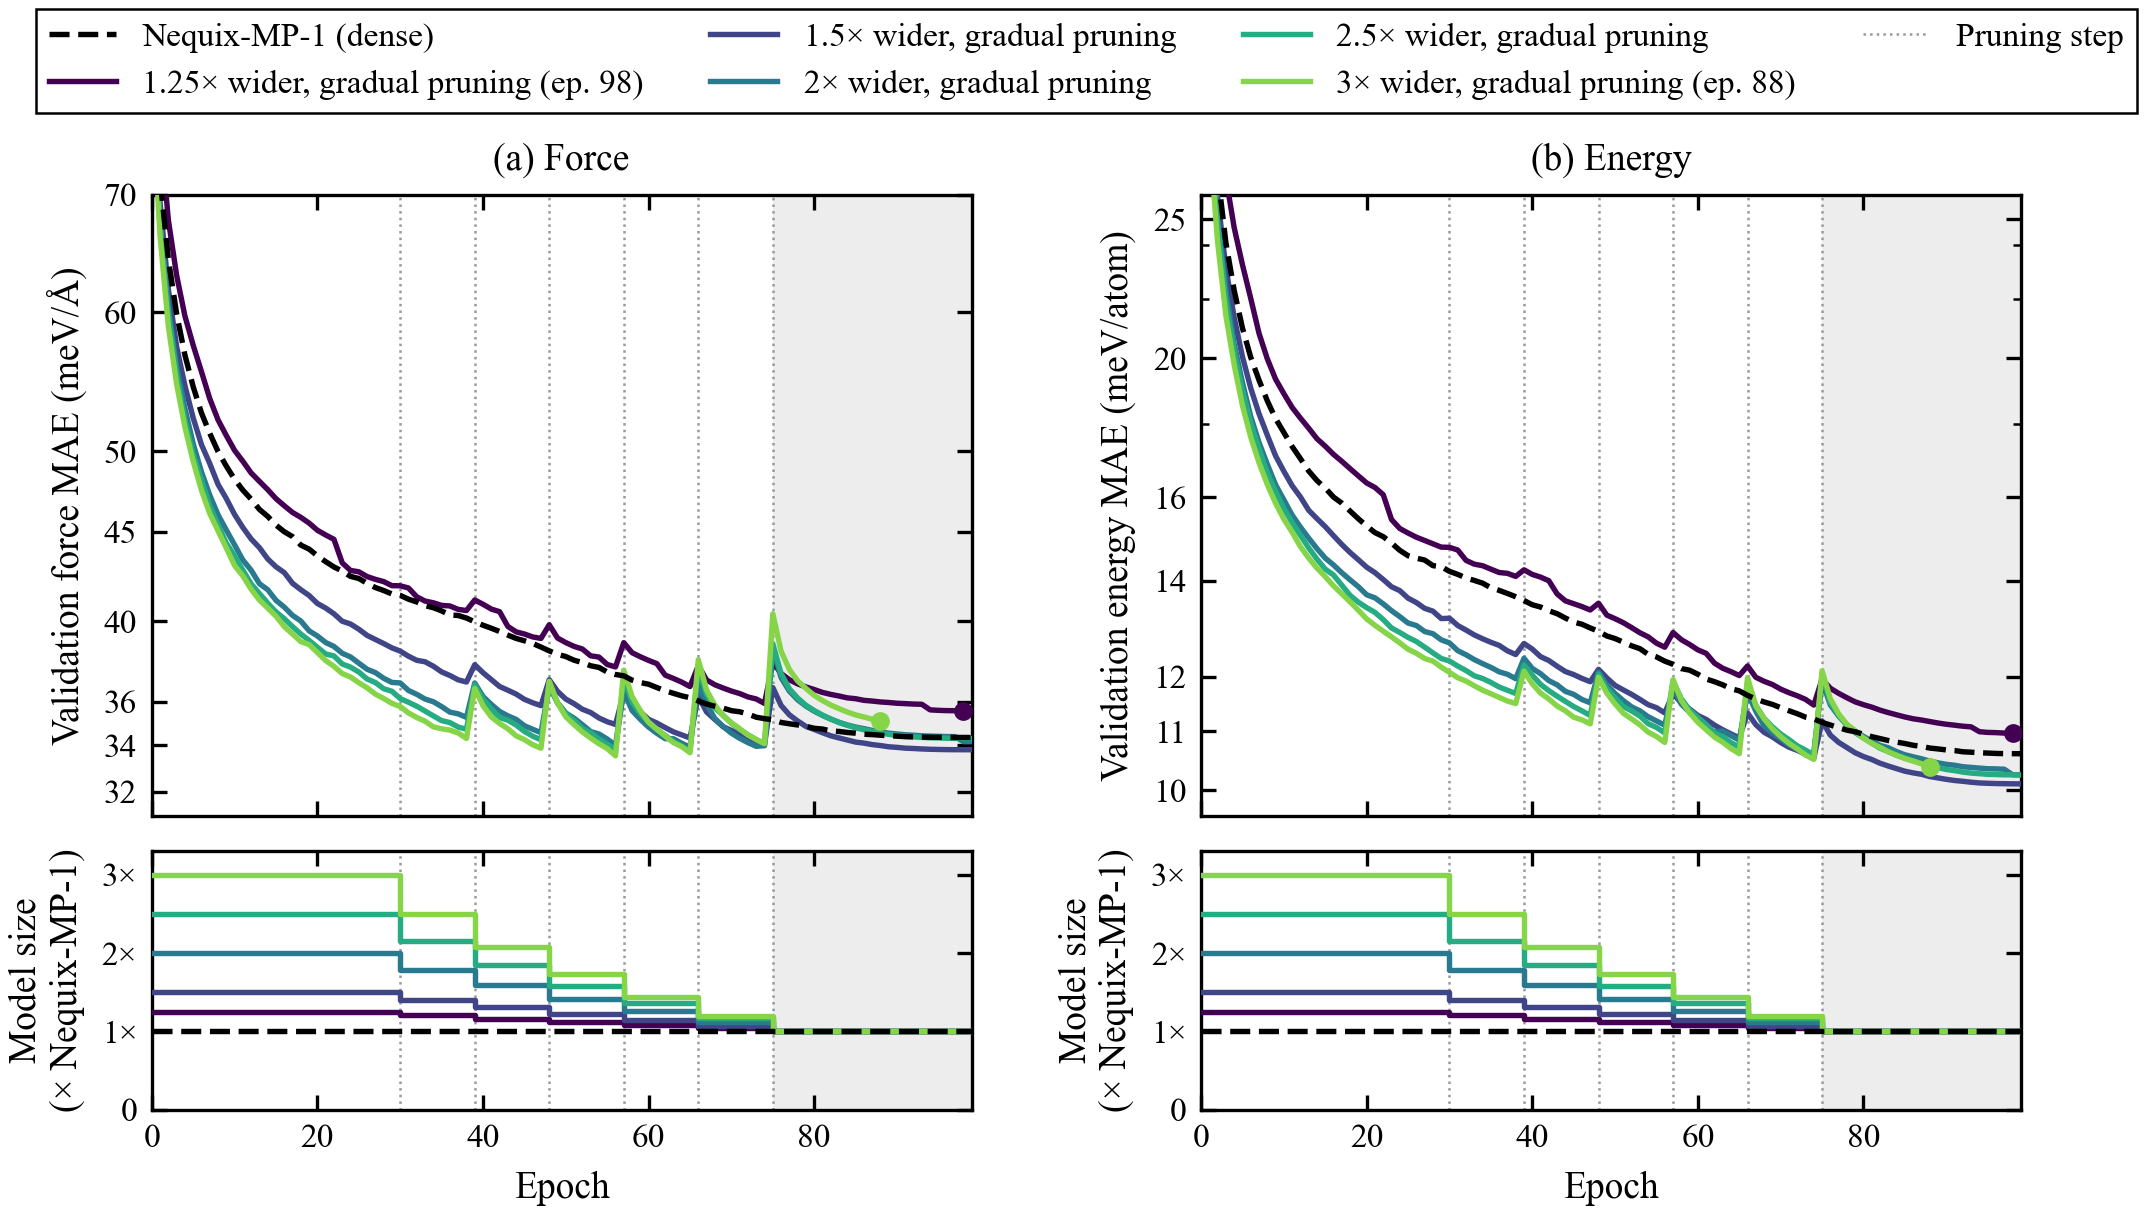 Nequix-MP-1 (dense)
1.25× wider, gradual pruning (ep. 98)
1.5× wider, gradual pruning
2× wider, gradual pruning
2.5× wider, gradual pruning
3× wider, gradual pruning (ep. 88)
Pruning step
(a) Force
Validation force MAE (meV/Å)
70
60
50
45
40
36
34
32
Model size
(× Nequix-MP-1)
3×
2×
1×
0
0 20 40 60 80
Epoch
(b) Energy
Validation energy MAE (meV/atom)
25
20
16
14
12
11
10
Model size
(× Nequix-MP-1)
3×
2×
1×
0
0 20 40 60 80
Epoch